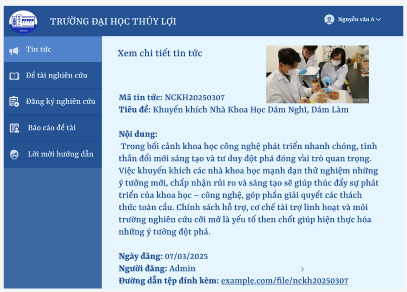 TRƯỜNG ĐẠI HỌC THỦY LỢI
Nguyễn văn A
Tin tức
Đề tài nghiên cứu
Đăng ký nghiên cứu
Báo cáo đề tài
Lời mời hướng dẫn
Xem chi tiết tin tức
Mã tin tức: NCKH20250307
Tiêu đề: Khuyến khích Nhà Khoa Học Dám Nghĩ, Dám Làm
Nội dung:
Trong bối cảnh khoa học công nghệ phát triển nhanh chóng, tinh
thần đổi mới sáng tạo và tư duy đột phá đóng vai trò quan trọng.
Việc khuyến khích các nhà khoa học mạnh dạn thử nghiệm những
ý tưởng mới, chấp nhận rủi ro và sáng tạo sẽ giúp thúc đẩy sự phát
triển của khoa học – công nghệ, góp phần giải quyết các thách
thức toàn cầu. Chính sách hỗ trợ, cơ chế tài trợ linh hoạt và môi
trường nghiên cứu cởi mở là yếu tố then chốt giúp hiện thực hóa
những ý tưởng đột phá.
Ngày đăng: 07/03/2025
Người đăng: Admin
Đường dẫn tệp đính kèm: example.com/file/nckh20250307